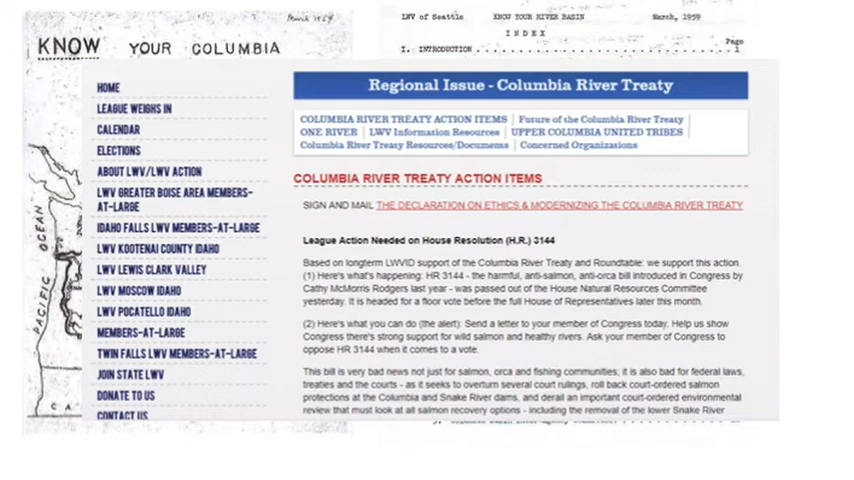 March 1959
LWV of Seattle KNOW YOUR RIVER BASIN March, 1959
INDEX
Page
I. INTRODUCTION . . . . . . . . . . . . . . . . . . . . . . . . 1
KNOW YOUR COLUMBIA
PACIFIC OCEAN
CA
HOME
LEAGUE WEIGHS IN
CALENDAR
ELECTIONS
ABOUT LWV/LWV ACTION
LWV GREATER BOISE AREA MEMBERS-
AT-LARGE
IDAHO FALLS LWV MEMBERS-AT-LARGE
LWV KOOTENAI COUNTY IDAHO
LWV LEWIS CLARK VALLEY
LWV MOSCOW IDAHO
LWV POCATELLO IDAHO
MEMBERS-AT-LARGE
TWIN FALLS LWV MEMBERS-AT-LARGE
JOIN STATE LWV
DONATE TO US
CONTACT US
Regional Issue - Columbia River Treaty
COLUMBIA RIVER TREATY ACTION ITEMS | Future of the Columbia River Treaty
ONE RIVER | LWV Information Resources | UPPER COLUMBIA UNITED TRIBES
Columbia River Treasy Resources/Documents | Concerned Organizations
COLUMBIA RIVER TREATY ACTION ITEMS
SIGN AND MAIL THE DECLARATION ON ETHICS & MODERNIZING THE COLUMBIA RIVER TREATY
League Action Needed on House Resolution (H.R.) 3144
Based on longterm LWVID support of the Columbia River Treaty and Roundtable: we support this action.
(1) Here's what's happening: HR 3144 - the harmful, anti-salmon, anti-orca bill introduced in Congress by
Cathy McMorris Rodgers last year - was passed out of the House Natural Resources Committee
yesterday. It is headed for a floor vote before the full House of Representatives later this month.
(2) Here's what you can do (the alert): Send a letter to your member of Congress today. Help us show
Congress there's strong support for wild salmon and healthy rivers. Ask your member of Congress to
oppose HR 3144 when it comes to a vote.
This bill is very bad news not just for salmon, orca and fishing communities; it is also bad for federal laws,
treaties and the courts - as it seeks to overturn several court rulings, roll back court-ordered salmon
protections at the Columbia and Snake River dams, and derail an important court-ordered environmental
review that must look at all salmon recovery options - including the removal of the lower Snake River